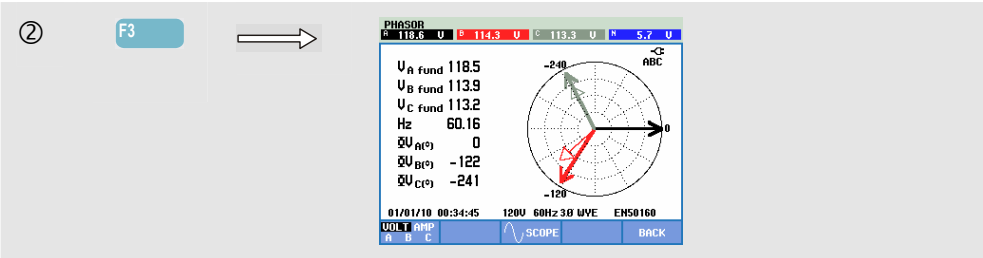 ②
F3
PHASOR
A 118.6 V B 114.3 V C 113.3 V N 5.7 V
ABC
VA fund 118.5
VB fund 113.9
VC fund 113.2
Hz 60.16
ΦVA(°) 0
ΦVB(°) -122
ΦVC(°) -241
-240
0
-120
01/01/10 00:34:45 120V 60Hz 3Ø WYE EN50160
VOLT AMP
A B C
SCOPE
BACK